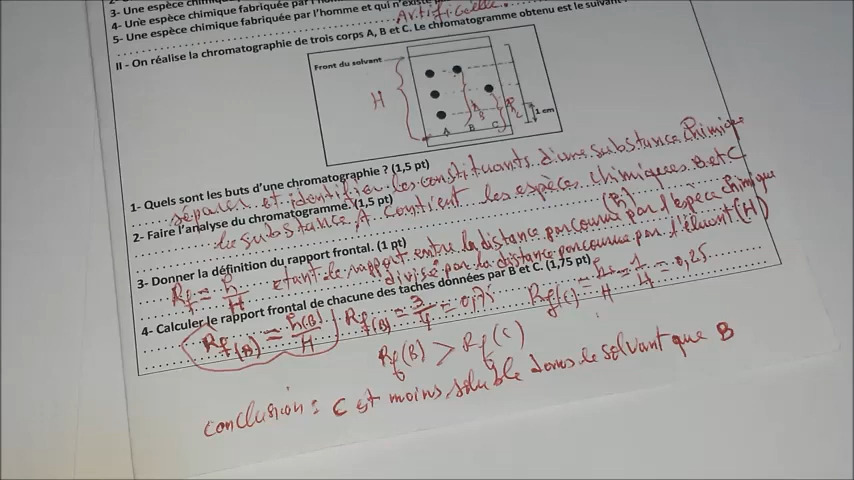 3- Une espèce chimique fabriquée par l'
4- Une espèce chimique fabriquée par l'homme et qui n'existe
5- Une espèce chimique fabriquée par l'homme et qui n'
Artificielle.
II - On réalise la chromatographie de trois corps A, B et C. Le chromatogramme obtenu est le suivant
Front du solvant
H
h B
h
1 cm
A B C
1- Quels sont les buts d'une chromatographie ? (1,5 pt)
séparer et identifier les constituants d'une substance chimique
2- Faire l'analyse du chromatogramme. (1,5 pt)
la substance A contient les espèces chimiques B et C
3- Donner la définition du rapport frontal. (1 pt)
Rf = h/H étant le rapport entre la distance parcourue par l'espèce chimique (h)
divisé par la distance parcourue par l'éluant (H)
4- Calculer le rapport frontal de chacune des taches données par B et C. (1,75 pt)
Rf(B) = h(B)/H Rf(B) = 3/4 = 0,75 Rf(C) = h/H = 1/4 = 0,25
Rf(B) > Rf(C)
conclusion : C est moins soluble dans le solvant que B